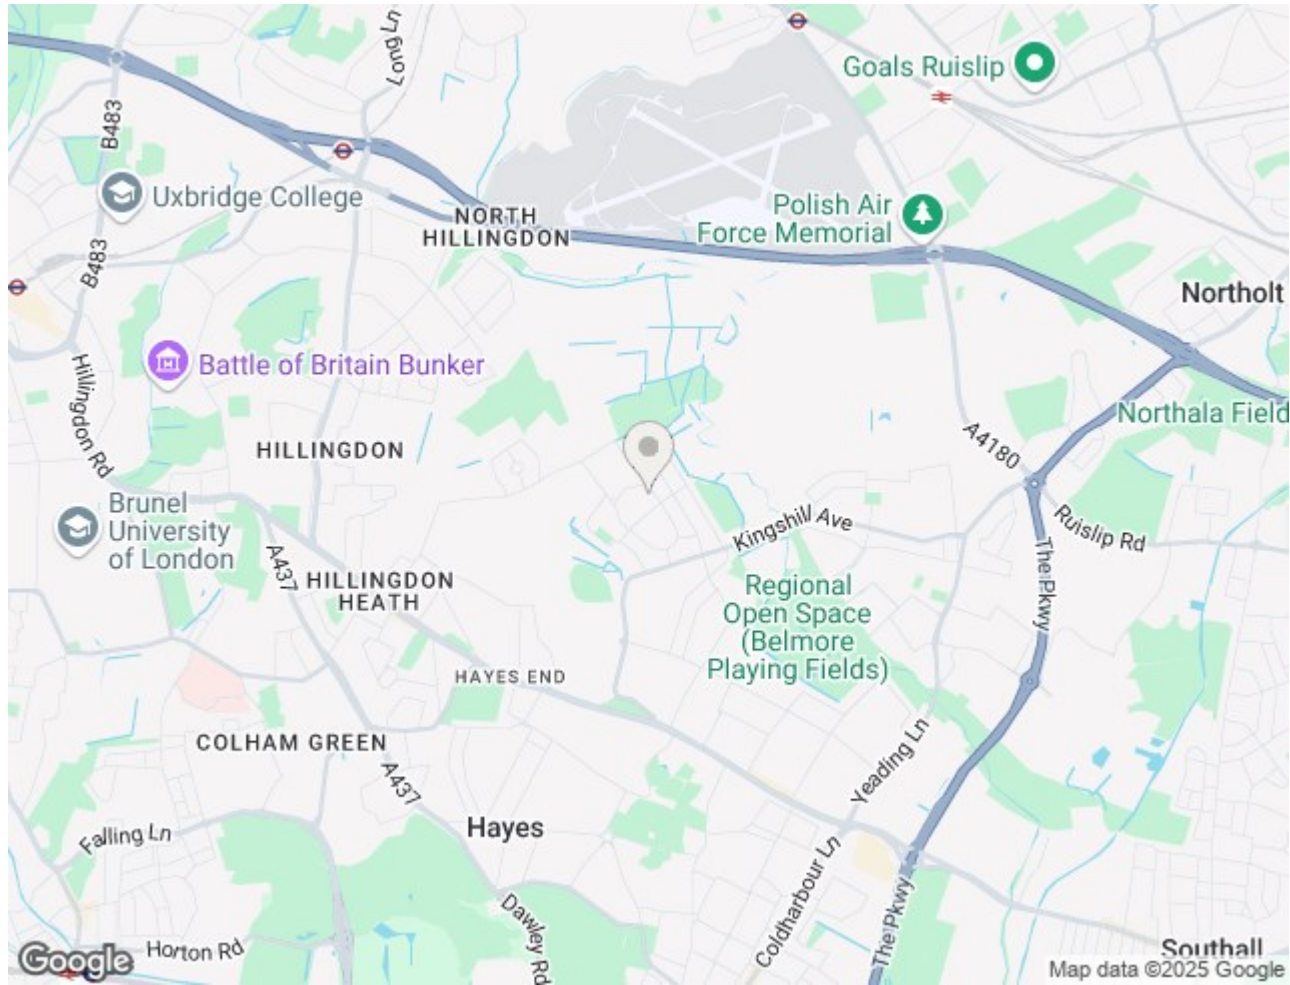 Long Ln
Goals Ruislip
B483
Uxbridge College
NORTH
HILLINGDON
Polish Air
Force Memorial
B483
Northolt
Hillingdon Rd
Battle of Britain Bunker
Northala Field
HILLINGDON
A4180
Brunel
University
of London
Kingshill Ave
Ruislip Rd
A437
The Pkwy
HILLINGDON
HEATH
Regional
Open Space
(Belmore
Playing Fields)
HAYES END
COLHAM GREEN
Yeading Ln
A437
Falling Ln
Hayes
Coldharbour Ln
Dawley Rd
The Pkwy
Horton Rd
Southall
Google
Map data ©2025 Google